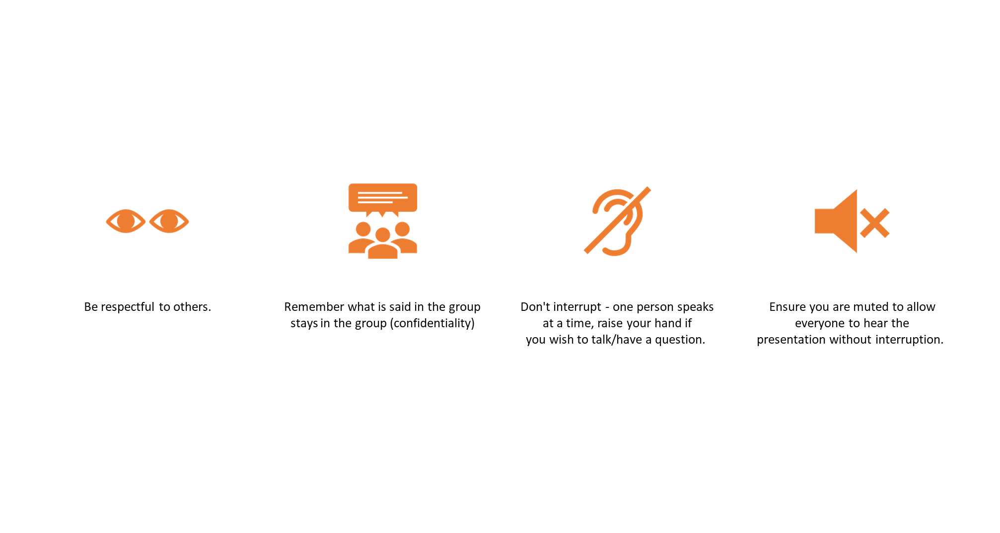 Be respectful to others.
Remember what is said in the group
stays in the group (confidentiality)
Don't interrupt - one person speaks
at a time, raise your hand if
you wish to talk/have a question.
Ensure you are muted to allow
everyone to hear the
presentation without interruption.